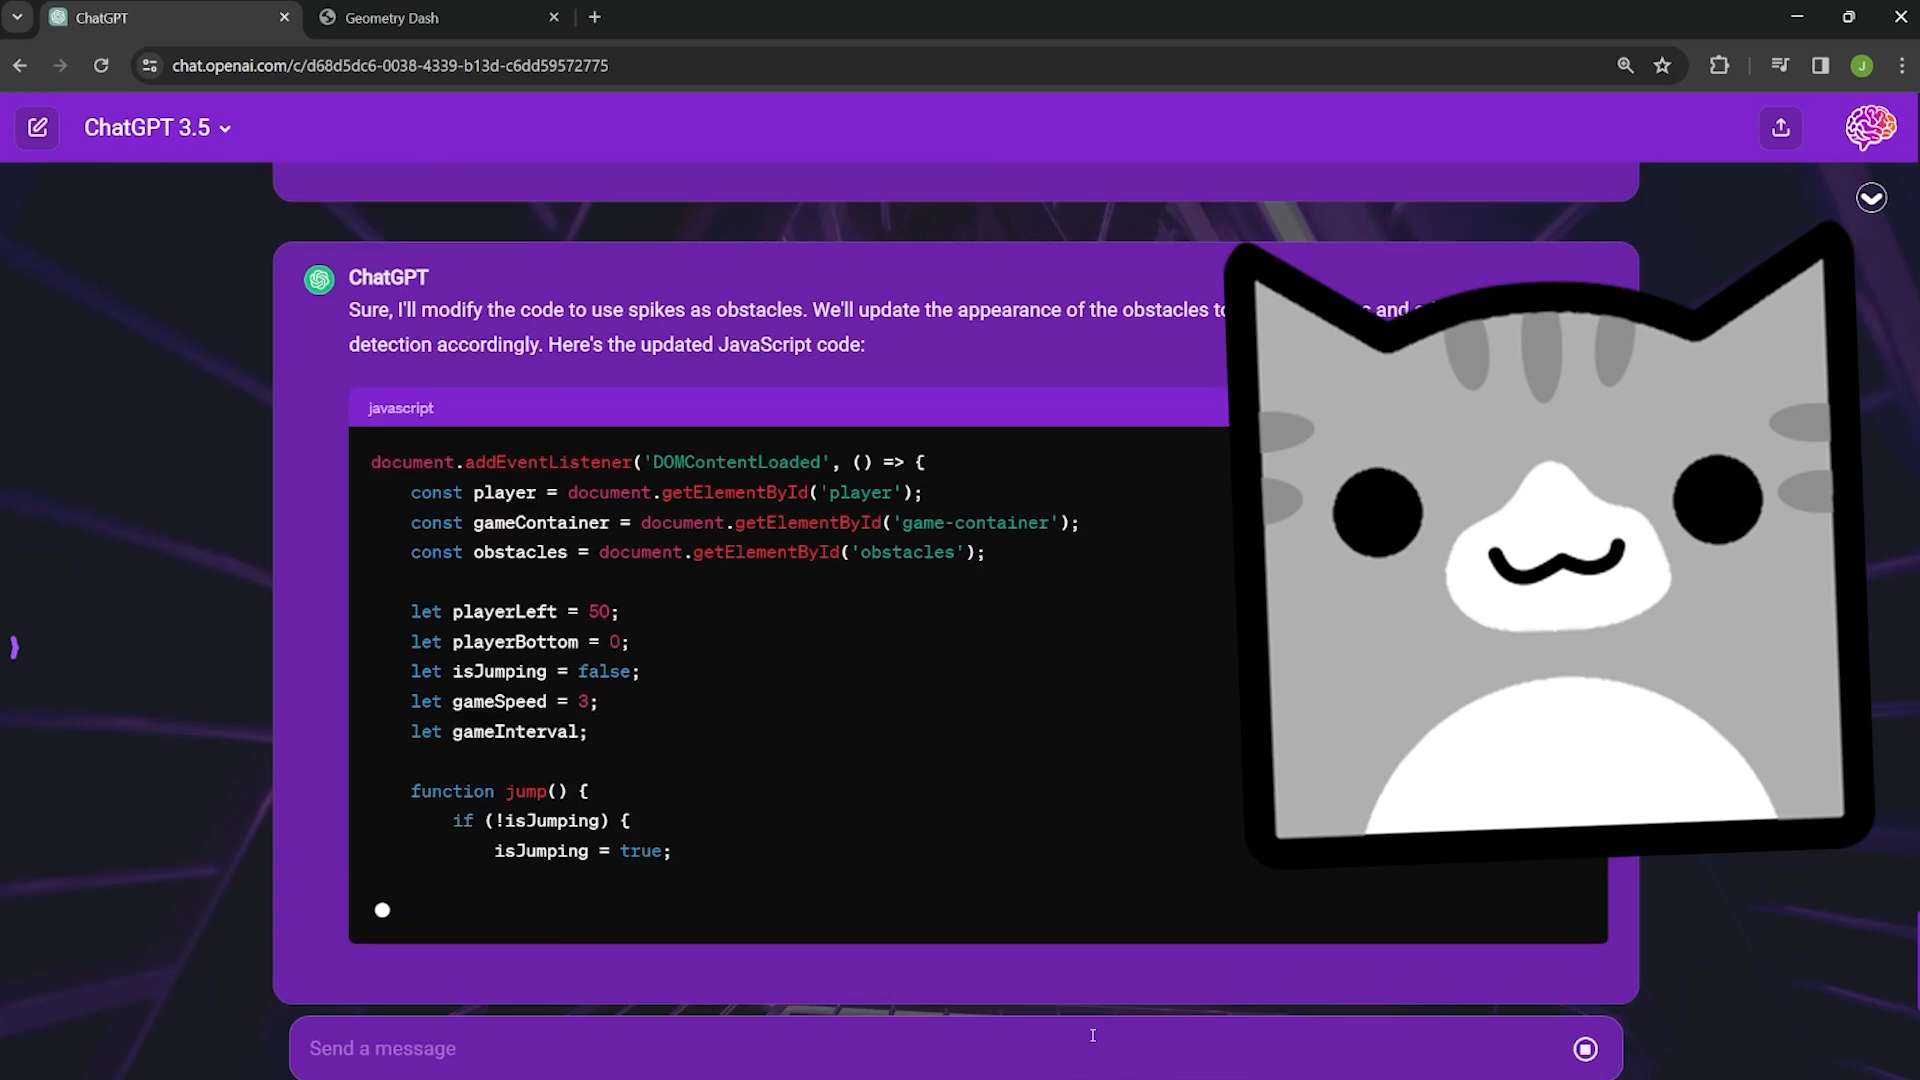 ChatGPT
Geometry Dash
chat.openai.com/c/d68d5dc6-0038-4339-b13d-c6dd59572775
J
ChatGPT 3.5
ChatGPT
Sure, I'll modify the code to use spikes as obstacles. We'll update the appearance of the obstacles and
detection accordingly. Here's the updated JavaScript code:
javascript
document.addEventListener('DOMContentLoaded', () => {
const player = document.getElementById('player');
const gameContainer = document.getElementById('game-container');
const obstacles = document.getElementById('obstacles');
let playerLeft = 50;
let playerBottom = 0;
let isJumping = false;
let gameSpeed = 3;
let gameInterval;
function jump() {
if (!isJumping) {
isJumping = true;
Send a message